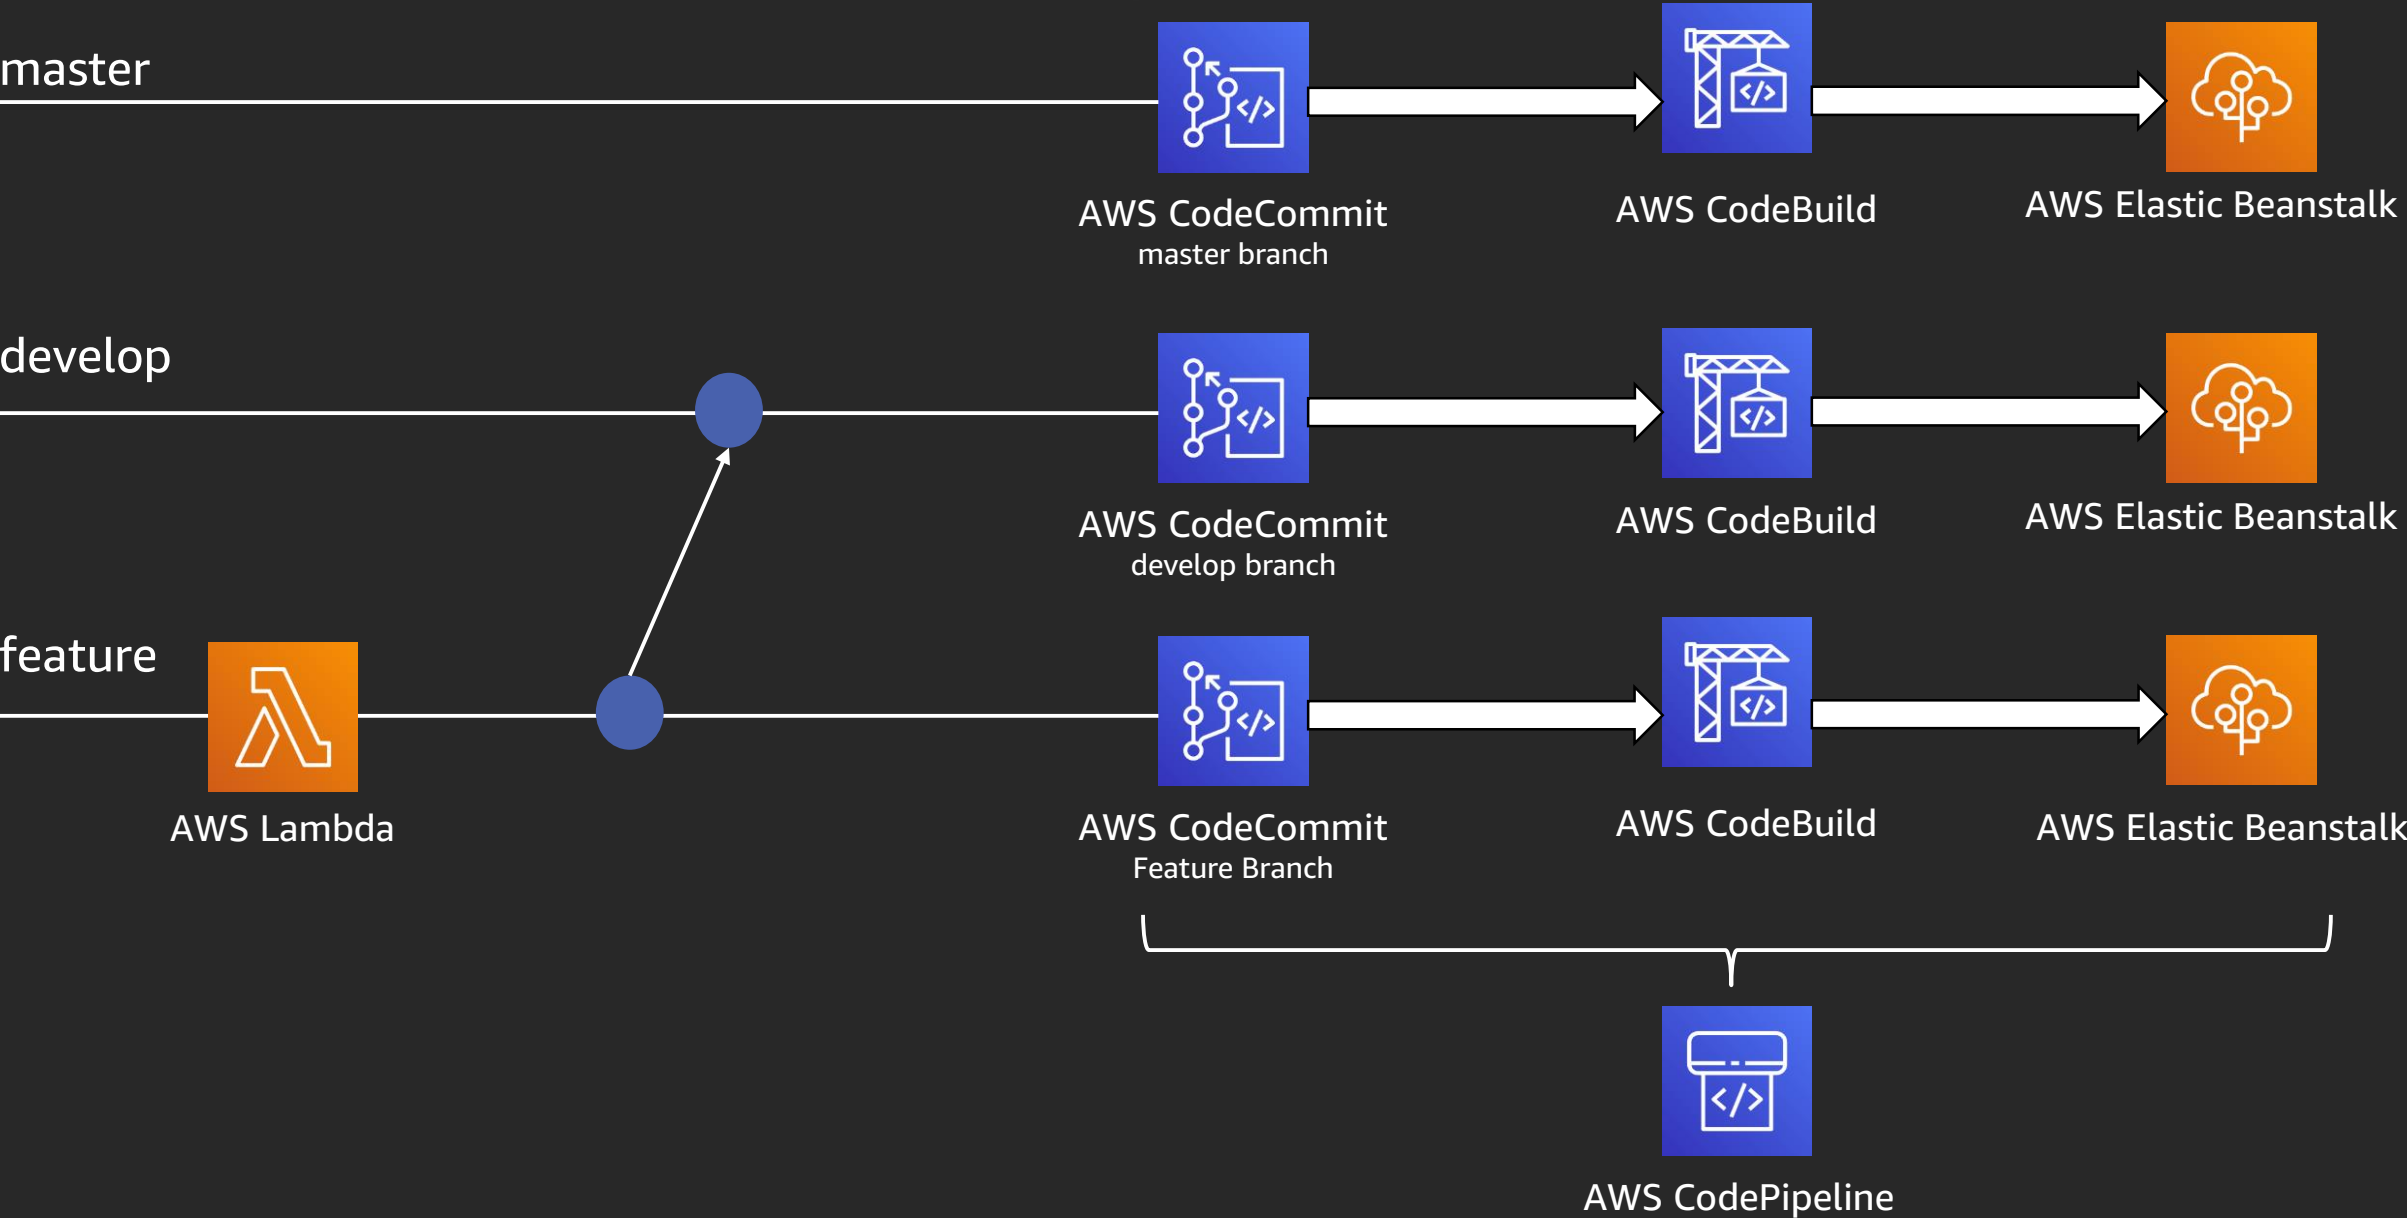 master
AWS CodeCommit
master branch
AWS CodeBuild
AWS Elastic Beanstalk
develop
AWS CodeCommit
develop branch
AWS CodeBuild
AWS Elastic Beanstalk
feature
AWS Lambda
AWS CodeCommit
Feature Branch
AWS CodeBuild
AWS Elastic Beanstalk
AWS CodePipeline